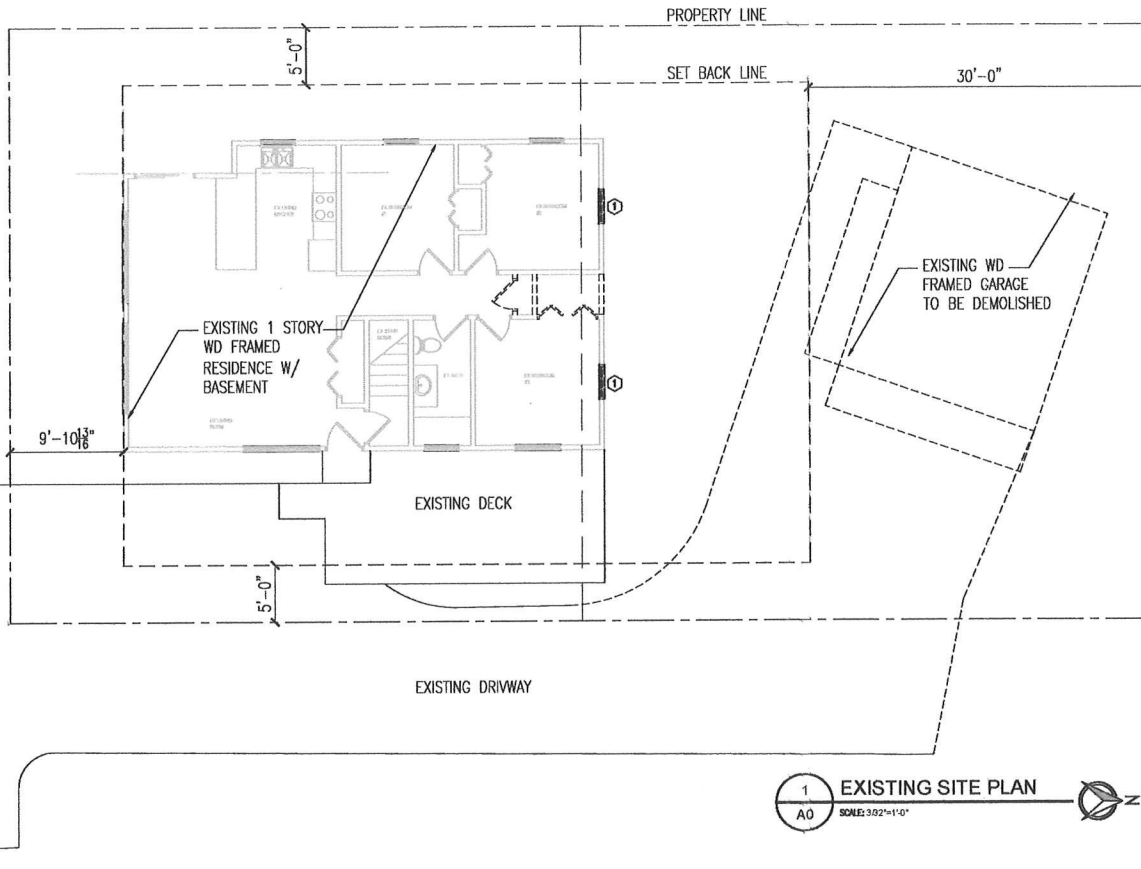 PROPERTY LINE
5'-0"
SET BACK LINE
30'-0"
1
EXISTING WD
FRAMED GARAGE
TO BE DEMOLISHED
EXISTING 1 STORY
WD FRAMED
RESIDENCE W/
BASEMENT
1
9'-10 13/16"
EXISTING DECK
5'-0"
EXISTING DRIVWAY
1
A0
EXISTING SITE PLAN
SCALE: 3/32"=1'-0"
N